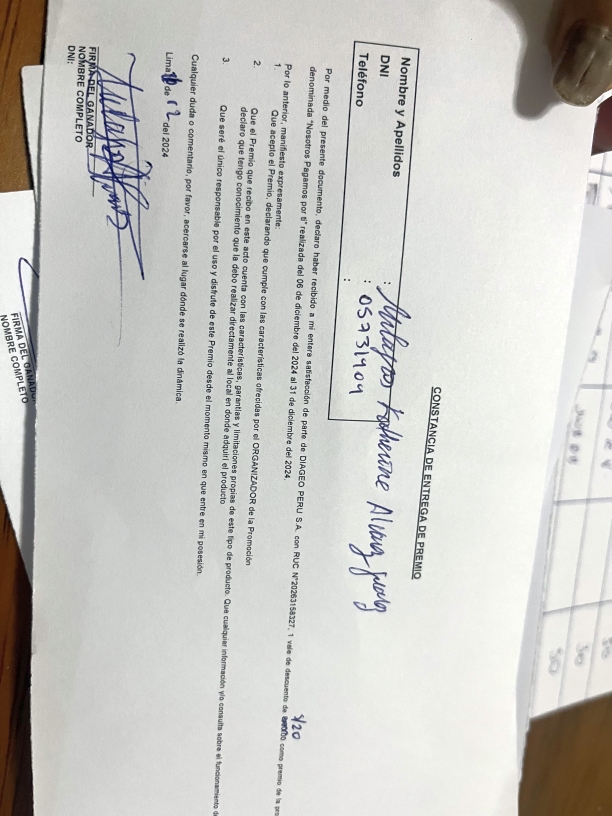 CONSTANCIA DE ENTREGA DE PREMIO
Nombre y Apellidos : Milagros Katherine Alvarez
DNI : 05731404
Teléfono :
Por medio del presente documento, declaro haber recibido a mi entera satisfacción de parte de DIAGEO PERU S.A. con RUC N°20263158327, 1 vale de descuento de S/20 como premio de la
denominada "Nosotros Pagamos por ti" realizada del 06 de diciembre del 2024 al 31 de diciembre del 2024.
Por lo anterior, manifiesto expresamente:
1. Que acepto el Premio, declarando que cumple con las características ofrecidas por el ORGANIZADOR de la Promoción
2. Que el Premio que recibo en este acto cuenta con las características, garantías y limitaciones propias de este tipo de producto. Que cualquier información y/o consulta sobre el funcionamiento
declaro que tengo conocimiento que la debo realizar directamente al local en donde adquirí el producto
3. Que seré el único responsable por el uso y disfrute de este Premio desde el momento mismo en que entre en mi posesión.
Cualquier duda o comentario, por favor, acercarse al lugar dónde se realizó la dinámica.
Lima, de 12 del 2024
FIRMA DEL GANADOR
NOMBRE COMPLETO
DNI:
FIRMA DEL GANADOR
NOMBRE COMPLETO
50
50